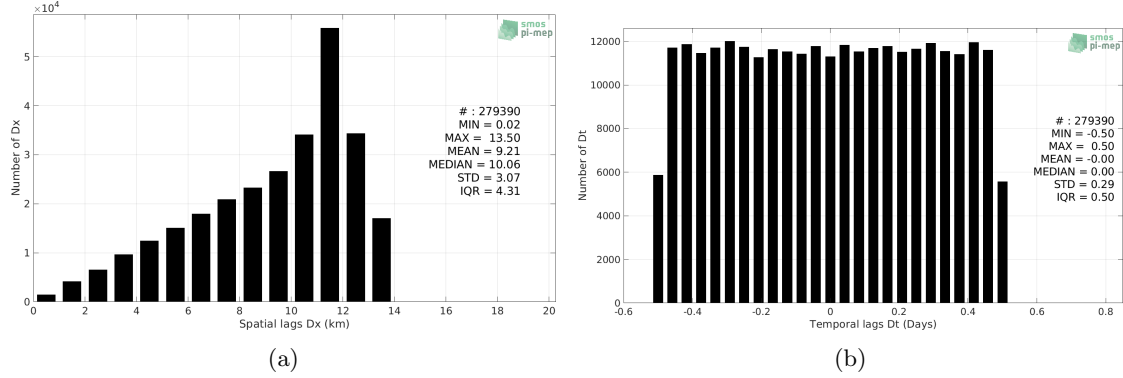 ×10⁴
5
4
3
2
1
0
Number of Dx
smos
pi-mep
# : 279390
MIN = 0.02
MAX = 13.50
MEAN = 9.21
MEDIAN = 10.06
STD = 3.07
IQR = 4.31
0 2 4 6 8 10 12 14 16 18 20
Spatial lags Dx (km)
(a)
12000
10000
8000
6000
4000
2000
0
Number of Dt
smos
pi-mep
# : 279390
MIN = -0.50
MAX = 0.50
MEAN = -0.00
MEDIAN = 0.00
STD = 0.29
IQR = 0.50
-0.6 -0.4 -0.2 0 0.2 0.4 0.6 0.8
Temporal lags Dt (Days)
(b)